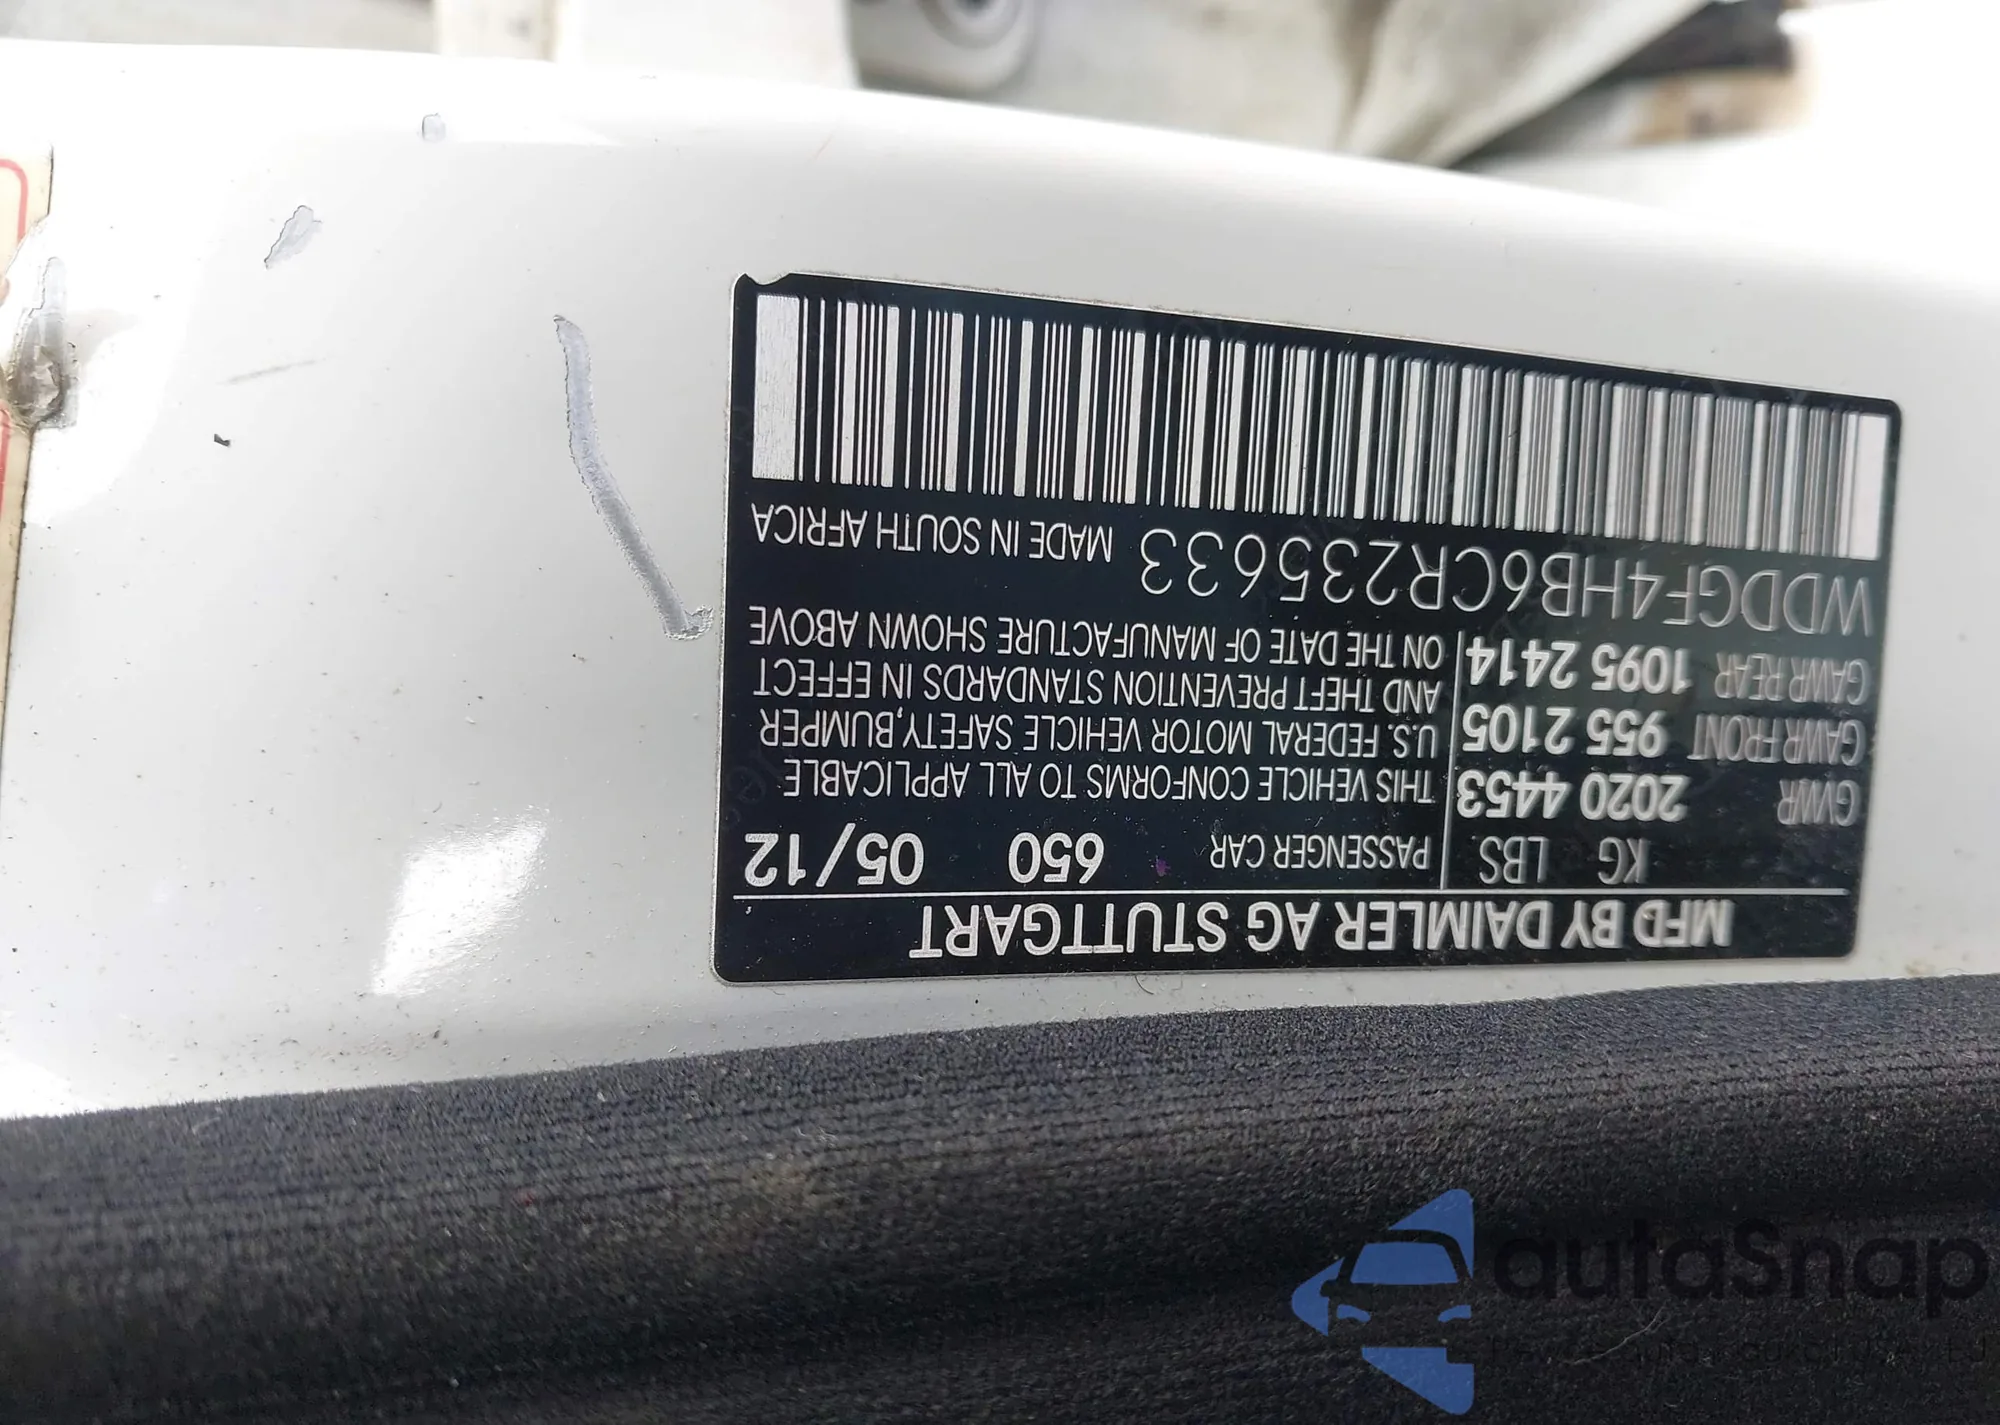 MFD BY DAIMLER AG STUTTGART
KG LBS. PASSENGER CAR 650 05/12
GVWR 2020 4453 THIS VEHICLE CONFORMS TO ALL APPLICABLE
GAWR FRONT 955 2105 U.S. FEDERAL MOTOR VEHICLE SAFETY,BUMPER
GAWR REAR 1095 2414 AND THEFT PREVENTION STANDARDS IN EFFECT
ON THE DATE OF MANUFACTURE SHOWN ABOVE
WDDGF4HB6CR235633 MADE IN SOUTH AFRICA
autoSnap